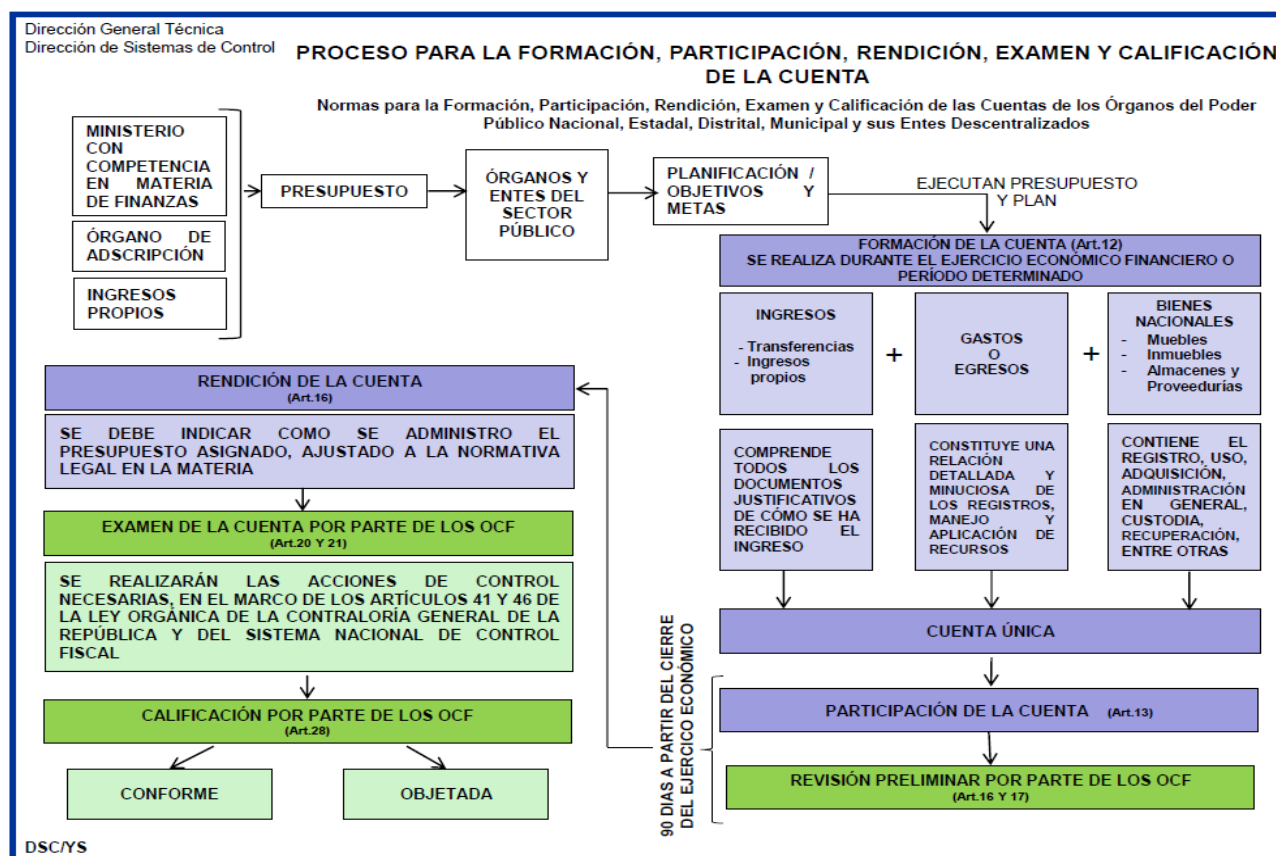 Dirección General Técnica
Dirección de Sistemas de Control
PROCESO PARA LA FORMACIÓN, PARTICIPACIÓN, RENDICIÓN, EXAMEN Y CALIFICACIÓN
DE LA CUENTA
Normas para la Formación, Participación, Rendición, Examen y Calificación de las Cuentas de los Órganos del Poder
Público Nacional, Estadal, Distrital, Municipal y sus Entes Descentralizados
MINISTERIO
CON
COMPETENCIA
EN MATERIA
DE FINANZAS
ÓRGANO DE
ADSCRIPCIÓN
INGRESOS
PROPIOS
PRESUPUESTO
ÓRGANOS Y
ENTES DEL
SECTOR
PÚBLICO
PLANIFICACIÓN /
OBJETIVOS Y
METAS
EJECUTAN PRESUPUESTO
Y PLAN
FORMACIÓN DE LA CUENTA (Art.12)
SE REALIZA DURANTE EL EJERCICIO ECONÓMICO FINANCIERO O
PERÍODO DETERMINADO
INGRESOS
- Transferencias
- Ingresos
propios
+
GASTOS
O
EGRESOS
+
BIENES
NACIONALES
- Muebles
- Inmuebles
- Almacenes y
Proveedurías
COMPRENDE
TODOS LOS
DOCUMENTOS
JUSTIFICATIVOS
DE CÓMO SE HA
RECIBIDO EL
INGRESO
CONSTITUYE UNA
RELACIÓN
DETALLADA Y
MINUCIOSA DE
LOS REGISTROS,
MANEJO Y
APLICACIÓN DE
RECURSOS
CONTIENE EL
REGISTRO, USO,
ADQUISICIÓN,
ADMINISTRACIÓN
EN GENERAL,
CUSTODIA,
RECUPERACIÓN,
ENTRE OTRAS
CUENTA ÚNICA
PARTICIPACIÓN DE LA CUENTA (Art.13)
REVISIÓN PRELIMINAR POR PARTE DE LOS OCF
(Art.16 Y 17)
90 DIAS A PARTIR DEL CIERRE
DEL EJERCICO ECONÓMICO
RENDICIÓN DE LA CUENTA
(Art.16)
SE DEBE INDICAR COMO SE ADMINISTRO EL
PRESUPUESTO ASIGNADO, AJUSTADO A LA NORMATIVA
LEGAL EN LA MATERIA
EXAMEN DE LA CUENTA POR PARTE DE LOS OCF
(Art.20 Y 21)
SE REALIZARÁN LAS ACCIONES DE CONTROL
NECESARIAS, EN EL MARCO DE LOS ARTÍCULOS 41 Y 46 DE
LA LEY ORGÁNICA DE LA CONTRALORÍA GENERAL DE LA
REPÚBLICA Y DEL SISTEMA NACIONAL DE CONTROL
FISCAL
CALIFICACIÓN POR PARTE DE LOS OCF
(Art.28)
CONFORME
OBJETADA
DSC/YS